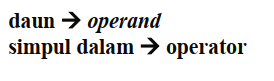 daun → operand
simpul dalam → operator